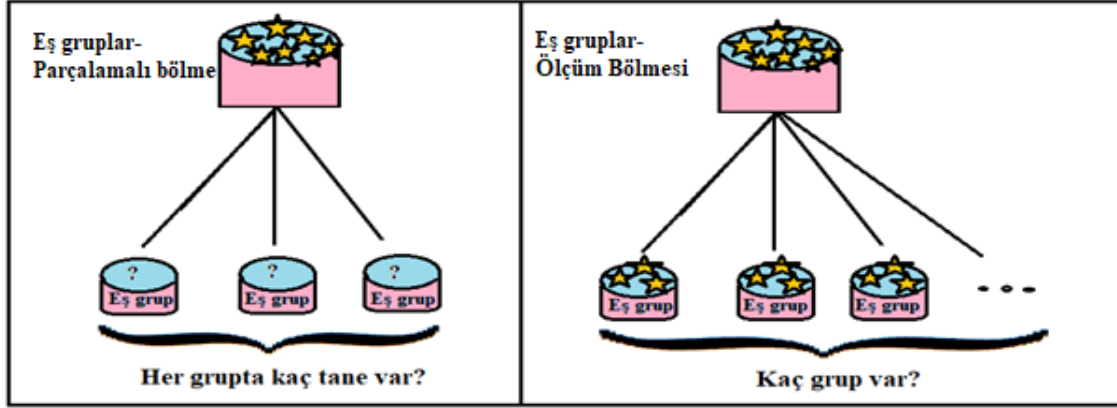 Eş gruplar-
Parçalamalı bölme
?
?
?
Eş grup
Eş grup
Eş grup
Her grupta kaç tane var?
Eş gruplar-
Ölçüm Bölmesi
Eş grup
Eş grup
Eş grup
Kaç grup var?